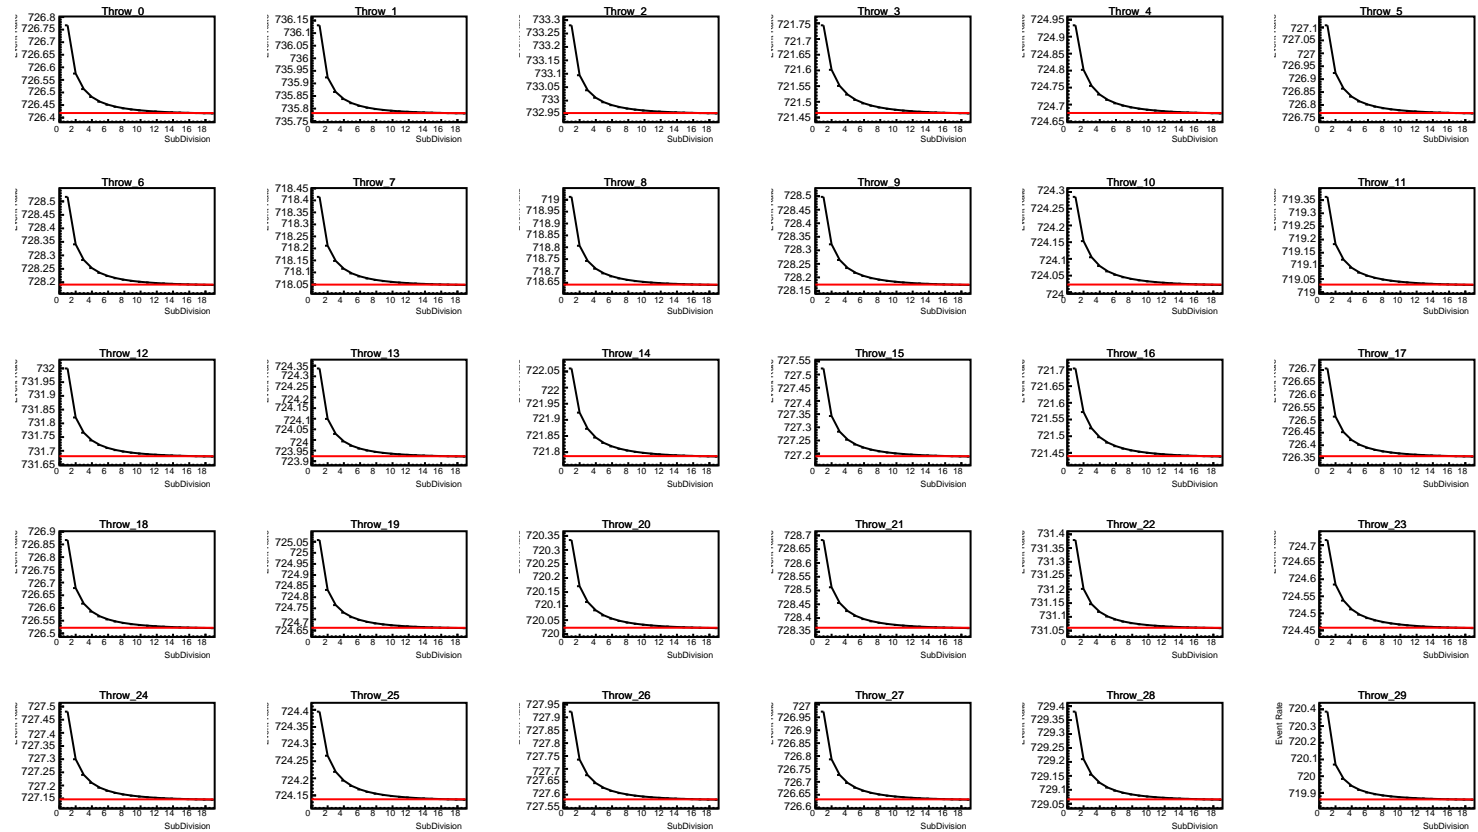 Throw_0
726.8
726.75
726.7
726.65
726.6
726.55
726.5
726.45
726.4
0 2 4 6 8 10 12 14 16 18
SubDivision
Throw_1
736.15
736.1
736.05
736
735.95
735.9
735.85
735.8
735.75
0 2 4 6 8 10 12 14 16 18
SubDivision
Throw_2
733.3
733.25
733.2
733.15
733.1
733.05
733
732.95
0 2 4 6 8 10 12 14 16 18
SubDivision
Throw_3
721.75
721.7
721.65
721.6
721.55
721.5
721.45
0 2 4 6 8 10 12 14 16 18
SubDivision
Throw_4
724.95
724.9
724.85
724.8
724.75
724.7
724.65
0 2 4 6 8 10 12 14 16 18
SubDivision
Throw_5
727.1
727.05
727
726.95
726.9
726.85
726.8
726.75
0 2 4 6 8 10 12 14 16 18
SubDivision
Throw_6
728.5
728.45
728.4
728.35
728.3
728.25
728.2
0 2 4 6 8 10 12 14 16 18
SubDivision
Throw_7
718.45
718.4
718.35
718.3
718.25
718.2
718.15
718.1
718.05
0 2 4 6 8 10 12 14 16 18
SubDivision
Throw_8
719
718.95
718.9
718.85
718.8
718.75
718.7
718.65
0 2 4 6 8 10 12 14 16 18
SubDivision
Throw_9
728.5
728.45
728.4
728.35
728.3
728.25
728.2
728.15
0 2 4 6 8 10 12 14 16 18
SubDivision
Throw_10
724.3
724.25
724.2
724.15
724.1
724.05
724
0 2 4 6 8 10 12 14 16 18
SubDivision
Throw_11
719.35
719.3
719.25
719.2
719.15
719.1
719.05
719
0 2 4 6 8 10 12 14 16 18
SubDivision
Throw_12
732
731.95
731.9
731.85
731.8
731.75
731.7
731.65
0 2 4 6 8 10 12 14 16 18
SubDivision
Throw_13
724.35
724.3
724.25
724.2
724.15
724.1
724.05
724
723.95
723.9
0 2 4 6 8 10 12 14 16 18
SubDivision
Throw_14
722.05
722
721.95
721.9
721.85
721.8
0 2 4 6 8 10 12 14 16 18
SubDivision
Throw_15
727.55
727.5
727.45
727.4
727.35
727.3
727.25
727.2
0 2 4 6 8 10 12 14 16 18
SubDivision
Throw_16
721.7
721.65
721.6
721.55
721.5
721.45
0 2 4 6 8 10 12 14 16 18
SubDivision
Throw_17
726.7
726.65
726.6
726.55
726.5
726.45
726.4
726.35
0 2 4 6 8 10 12 14 16 18
SubDivision
Throw_18
726.9
726.85
726.8
726.75
726.7
726.65
726.6
726.55
726.5
0 2 4 6 8 10 12 14 16 18
SubDivision
Throw_19
725.05
725
724.95
724.9
724.85
724.8
724.75
724.7
724.65
0 2 4 6 8 10 12 14 16 18
SubDivision
Throw_20
720.35
720.3
720.25
720.2
720.15
720.1
720.05
720
0 2 4 6 8 10 12 14 16 18
SubDivision
Throw_21
728.7
728.65
728.6
728.55
728.5
728.45
728.4
728.35
0 2 4 6 8 10 12 14 16 18
SubDivision
Throw_22
731.4
731.35
731.3
731.25
731.2
731.15
731.1
731.05
0 2 4 6 8 10 12 14 16 18
SubDivision
Throw_23
724.7
724.65
724.6
724.55
724.5
724.45
0 2 4 6 8 10 12 14 16 18
SubDivision
Throw_24
727.5
727.45
727.4
727.35
727.3
727.25
727.2
727.15
0 2 4 6 8 10 12 14 16 18
SubDivision
Throw_25
724.4
724.35
724.3
724.25
724.2
724.15
0 2 4 6 8 10 12 14 16 18
SubDivision
Throw_26
727.95
727.9
727.85
727.8
727.75
727.7
727.65
727.6
727.55
0 2 4 6 8 10 12 14 16 18
SubDivision
Throw_27
727
726.95
726.9
726.85
726.8
726.75
726.7
726.65
726.6
0 2 4 6 8 10 12 14 16 18
SubDivision
Throw_28
729.4
729.35
729.3
729.25
729.2
729.15
729.1
729.05
0 2 4 6 8 10 12 14 16 18
SubDivision
Throw_29
Event Rate
720.4
720.3
720.2
720.1
720
719.9
0 2 4 6 8 10 12 14 16 18
SubDivision